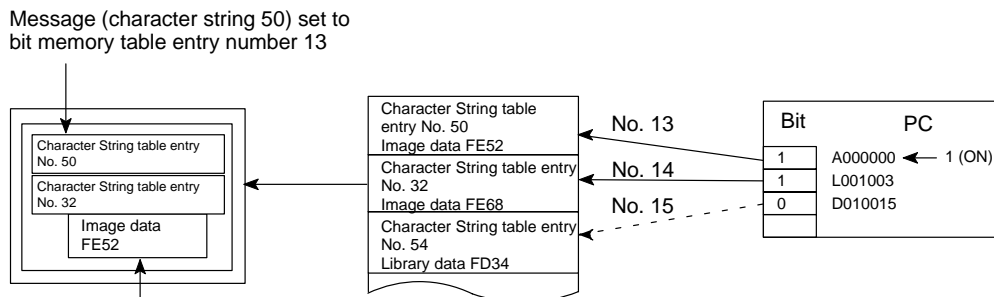 Message (character string 50) set to
bit memory table entry number 13
Character String table entry
No. 50
Character String table entry
No. 32
Image data
FE52
Character String table
entry No. 50
Image data FE52
Character String table entry
No. 32
Image data FE68
Character String table entry
No. 54
Library data FD34
No. 13
No. 14
No. 15
Bit PC
1 A000000 1 (ON)
1 L001003
0 D010015